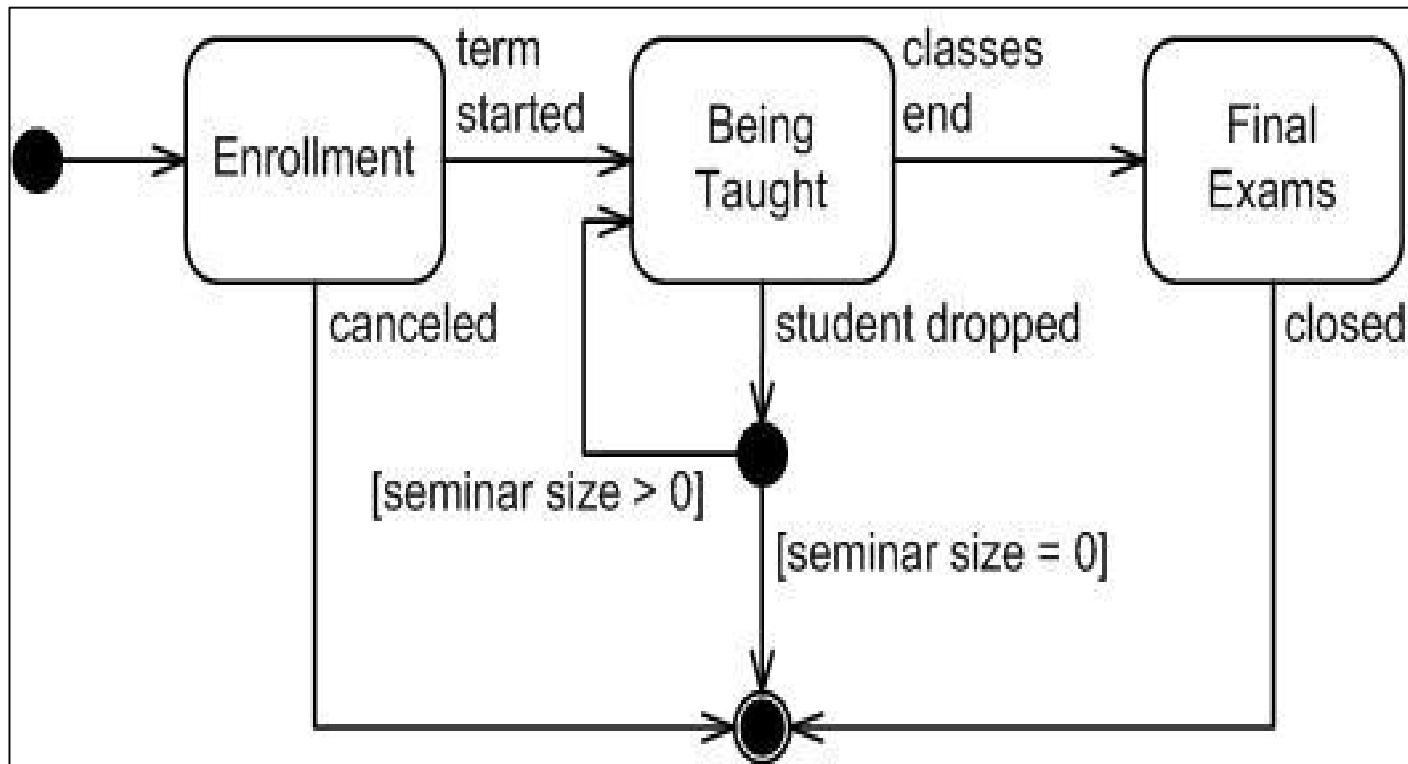 term
started
classes
end
Enrollment
Being
Taught
Final
Exams
canceled
student dropped
closed
[seminar size > 0]
[seminar size = 0]